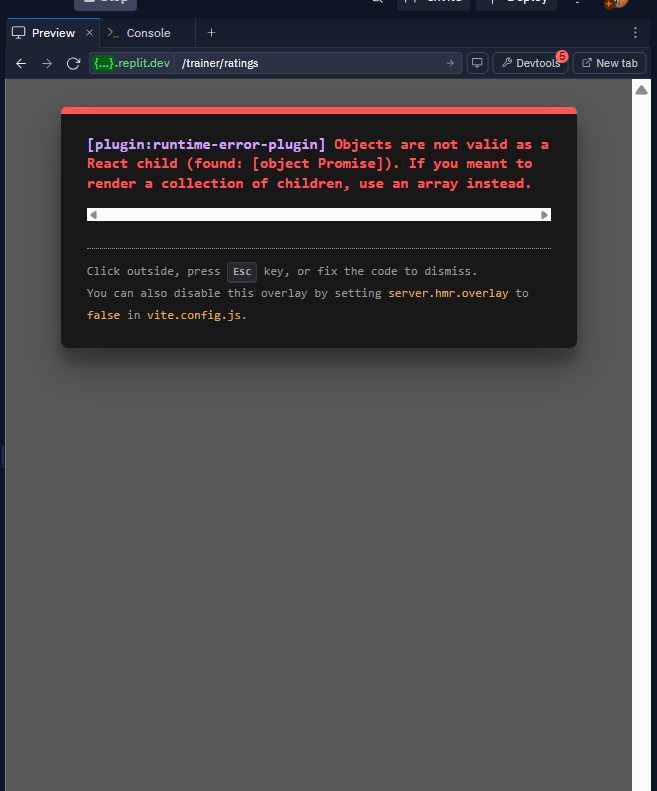 Stop
Invite
Deploy
Preview
Console
{...}.replit.dev
/trainer/ratings
Devtools
5
New tab
[plugin:runtime-error-plugin] Objects are not valid as a
React child (found: [object Promise]). If you meant to
render a collection of children, use an array instead.
Click outside, press Esc key, or fix the code to dismiss.
You can also disable this overlay by setting server.hmr.overlay to
false in vite.config.js.